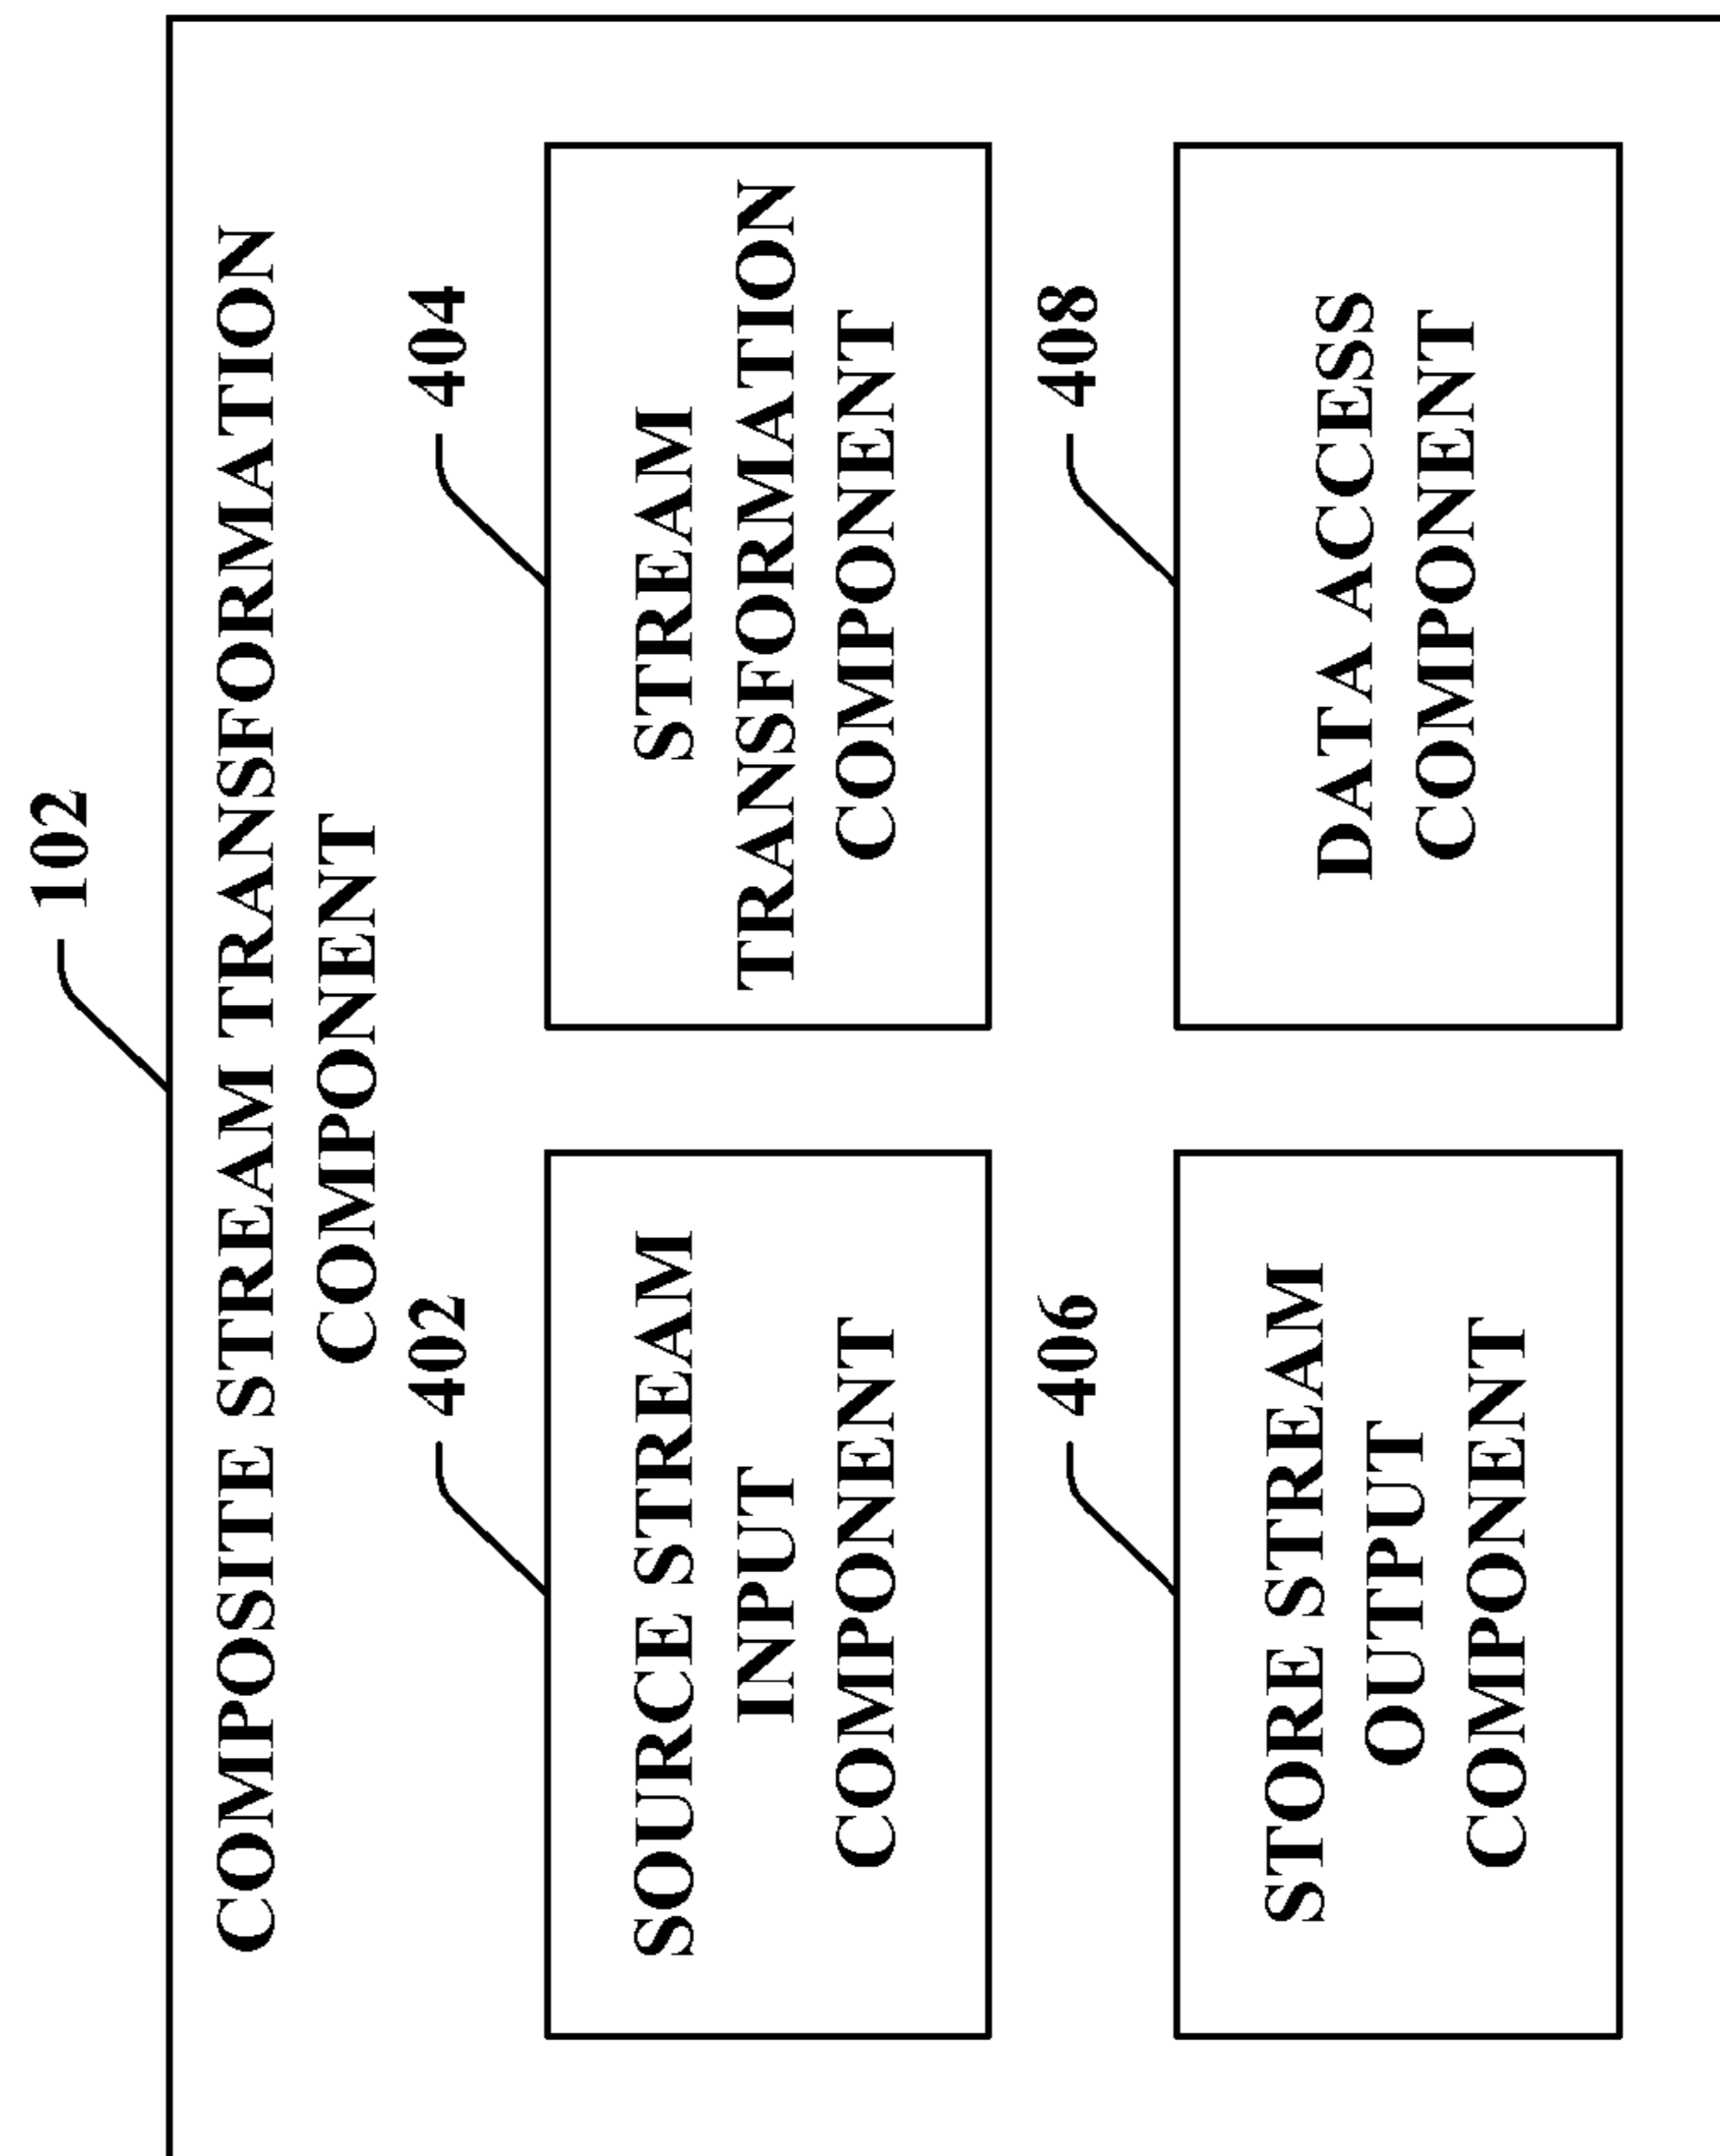 102
COMPOSITE STREAM TRANSFORMATION
COMPONENT
402
SOURCE STREAM
INPUT
COMPONENT
404
STREAM
TRANSFORMATION
COMPONENT
406
STORE STREAM
OUTPUT
COMPONENT
408
DATA ACCESS
COMPONENT